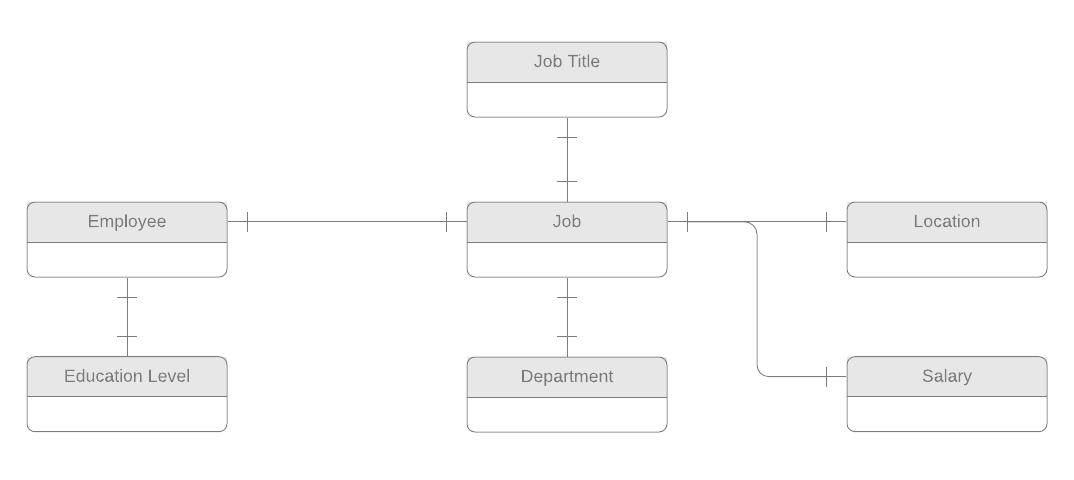 Job Title
Employee
Job
Location
Education Level
Department
Salary